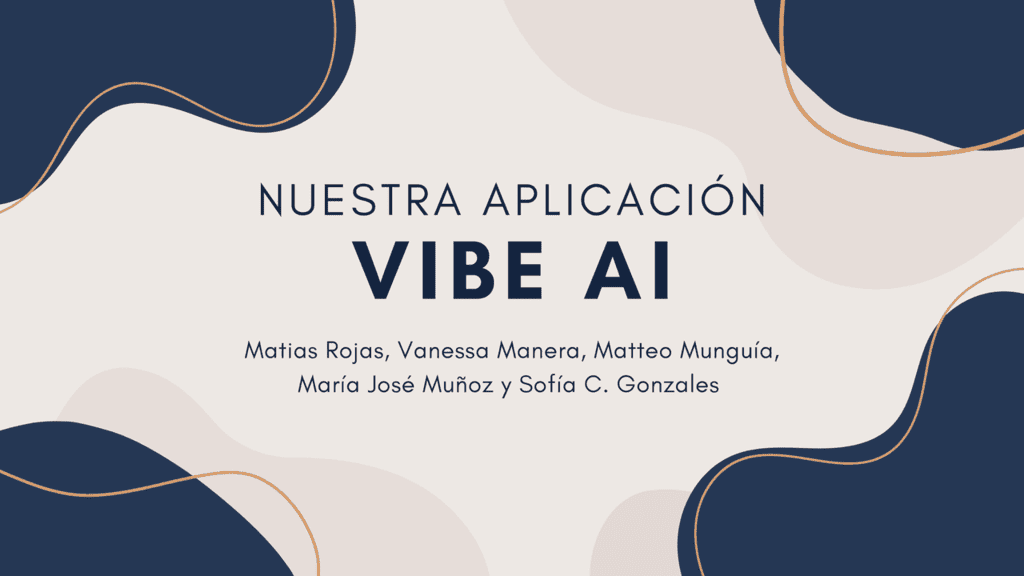 NUESTRA APLICACIÓN
VIBE AI
Matias Rojas, Vanessa Manera, Matteo Munguía,
María José Muñoz y Sofía C. Gonzales